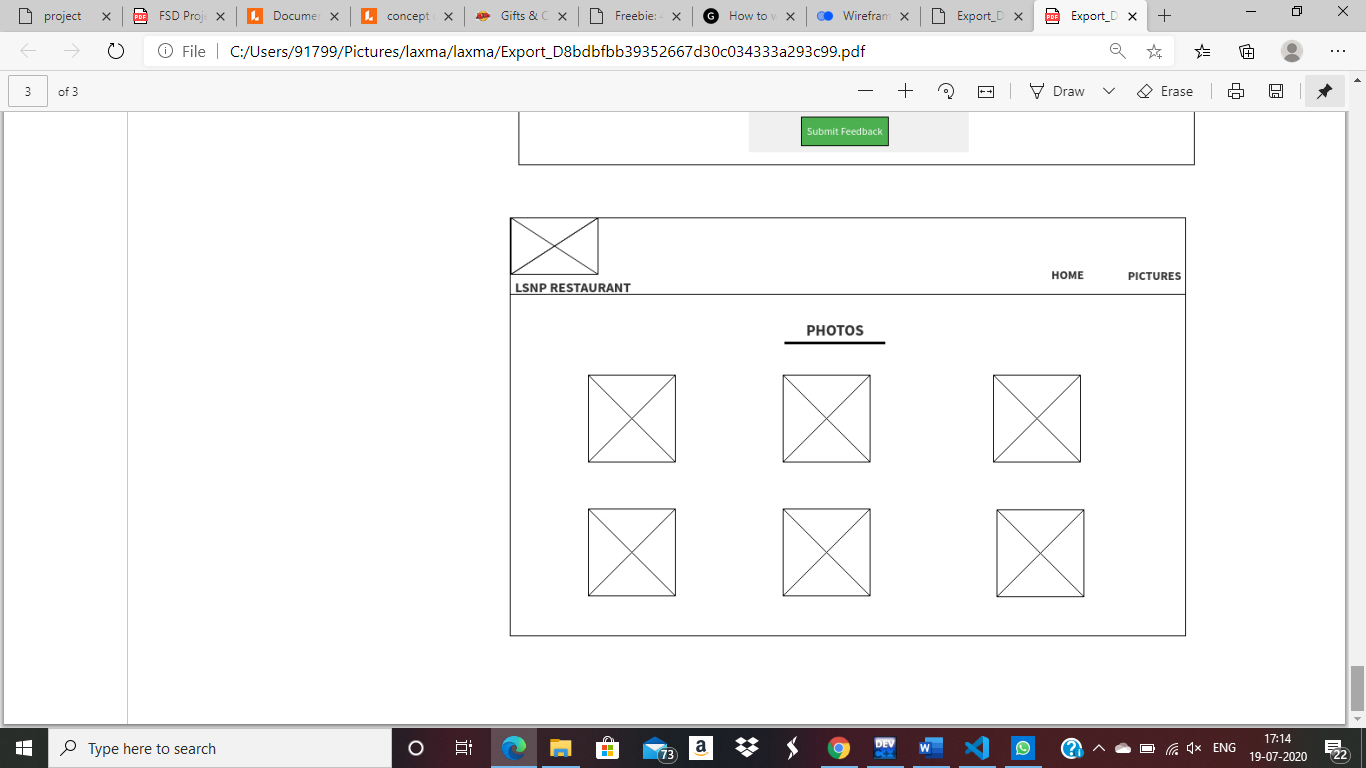 project
FSD Proj
Documen
concept
Gifts & C
Freebie:
How to w
Wirefram
Export_D
Export_D
File
C:/Users/91799/Pictures/laxma/laxma/Export_D8bdbfbb39352667d30c034333a293c99.pdf
3 of 3
Draw
Erase
Submit Feedback
HOME PICTURES
LSNP RESTAURANT
PHOTOS
Type here to search
73
DEV
ENG
17:14
19-07-2020
22